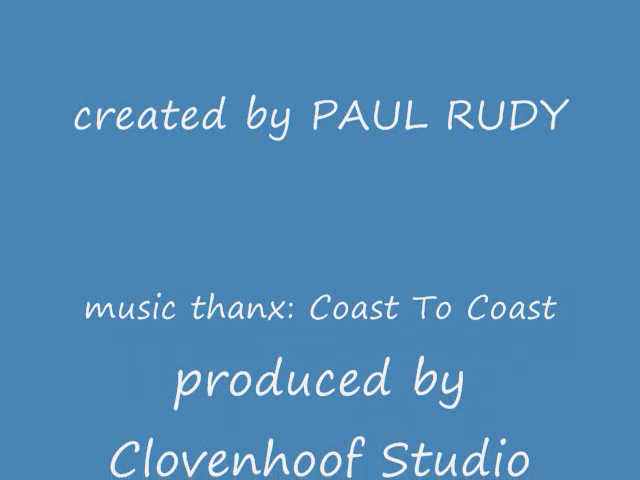 created by PAUL RUDY
music thanx: Coast To Coast
produced by
Clovenhoof Studio